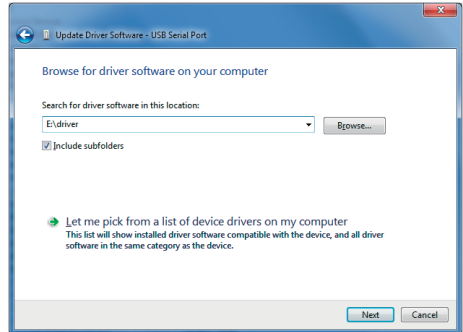 Update Driver Software - USB Serial Port
Browse for driver software on your computer
Search for driver software in this location:
E:\driver
Browse...
Include subfolders
Let me pick from a list of device drivers on my computer
This list will show installed driver software compatible with the device, and all driver
software in the same category as the device.
Next
Cancel